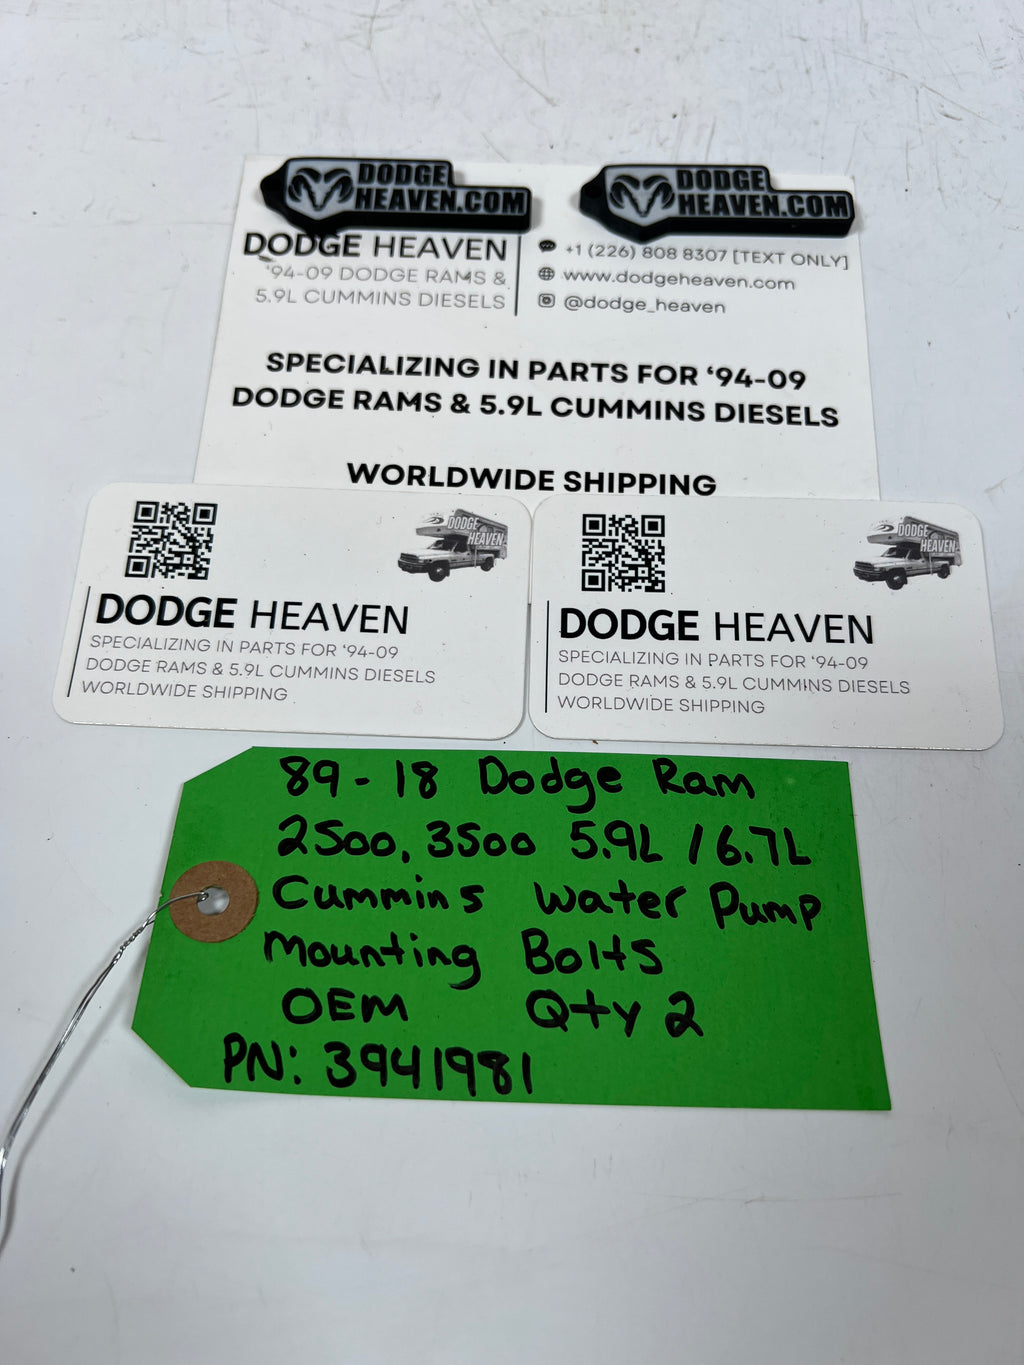 DODGE
HEAVEN.COM
DODGE
HEAVEN.COM
DODGE HEAVEN
'94-09 DODGE RAMS &
5.9L CUMMINS DIESELS
+1 (226) 808 8307 [TEXT ONLY]
www.dodgeheaven.com
@dodge_heaven
SPECIALIZING IN PARTS FOR '94-09
DODGE RAMS & 5.9L CUMMINS DIESELS
WORLDWIDE SHIPPING
DODGE
HEAVEN
DODGE HEAVEN
SPECIALIZING IN PARTS FOR '94-09
DODGE RAMS & 5.9L CUMMINS DIESELS
WORLDWIDE SHIPPING
DODGE
HEAVEN
DODGE HEAVEN
SPECIALIZING IN PARTS FOR '94-09
DODGE RAMS & 5.9L CUMMINS DIESELS
WORLDWIDE SHIPPING
89-18 Dodge Ram
2500, 3500 5.9L / 6.7L
Cummins Water Pump
Mounting Bolts
OEM Qty 2
PN: 3941981